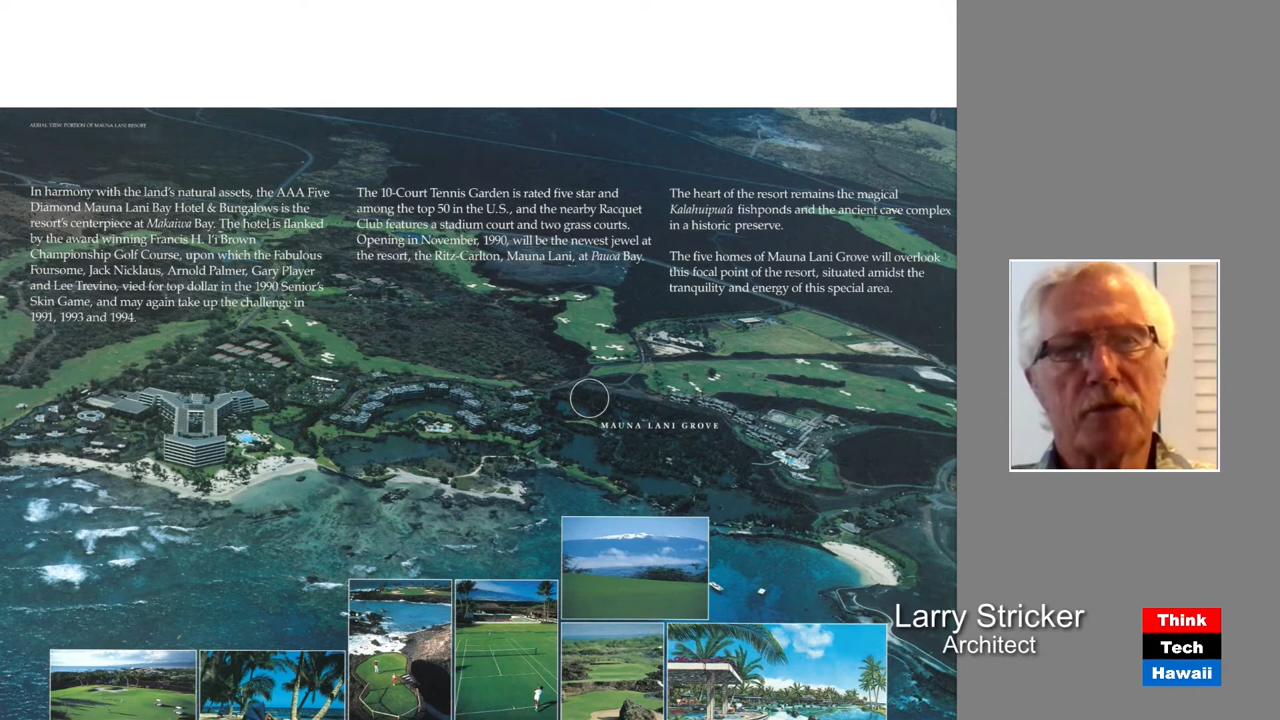 AERIAL VIEW: PORTION OF MAUNA LANI RESORT
In harmony with the land's natural assets, the AAA Five
Diamond Mauna Lani Bay Hotel & Bungalows is the
resort's centerpiece at Makaiwa Bay. The hotel is flanked
by the award winning Francis H. I'i Brown
Championship Golf Course, upon which the Fabulous
Foursome, Jack Nicklaus, Arnold Palmer, Gary Player
and Lee Trevino, vied for top dollar in the 1990 Senior's
Skin Game, and may again take up the challenge in
1991, 1993 and 1994.
The 10-Court Tennis Garden is rated five star and
among the top 50 in the U.S., and the nearby Racquet
Club features a stadium court and two grass courts.
Opening in November, 1990, will be the newest jewel at
the resort, the Ritz-Carlton, Mauna Lani, at Pauoa Bay.
The heart of the resort remains the magical
Kalahuipua'a fishponds and the ancient cave complex
in a historic preserve.
The five homes of Mauna Lani Grove will overlook
this focal point of the resort, situated amidst the
tranquility and energy of this special area.
MAUNA LANI GROVE
Larry Stricker
Architect
Think
Tech
Hawaii